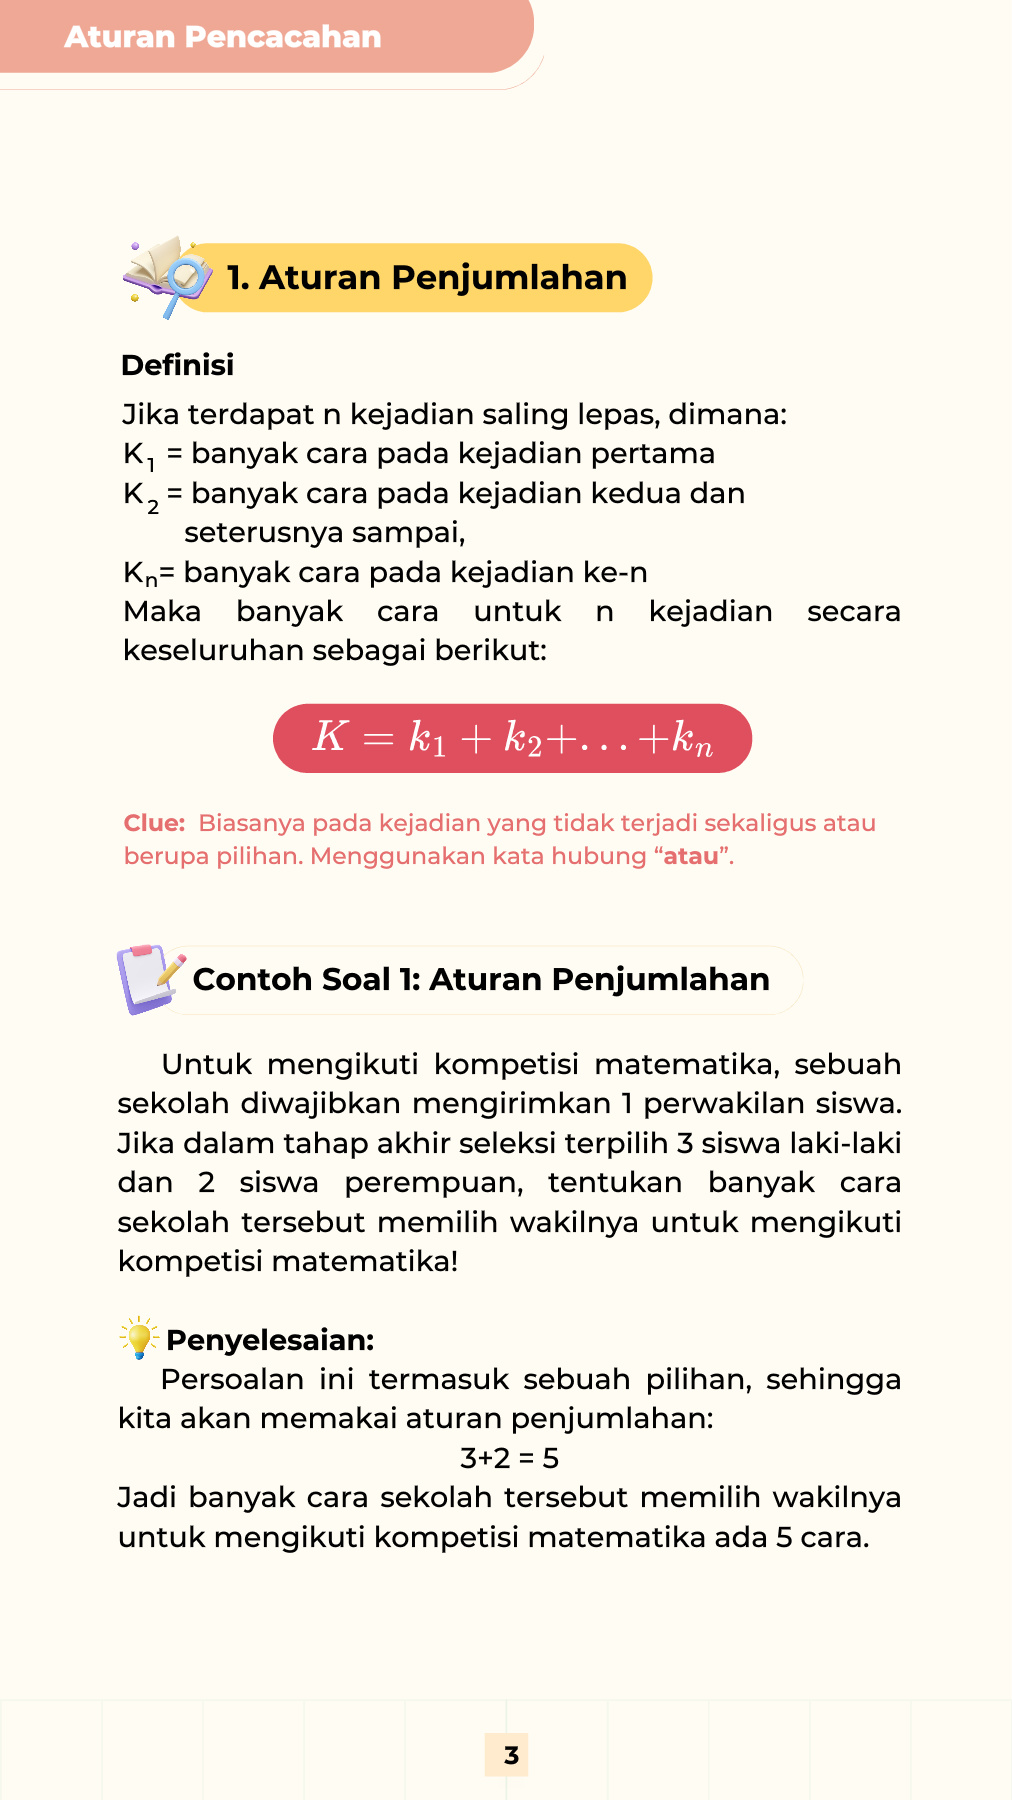 Aturan Pencacahan
1. Aturan Penjumlahan
Definisi
Jika terdapat n kejadian saling lepas, dimana:
K₁ = banyak cara pada kejadian pertama
K₂ = banyak cara pada kejadian kedua dan
seterusnya sampai,
Kₙ= banyak cara pada kejadian ke-n
Maka banyak cara untuk n kejadian secara
keseluruhan sebagai berikut:
K = k₁ + k₂+...+kₙ
Clue: Biasanya pada kejadian yang tidak terjadi sekaligus atau
berupa pilihan. Menggunakan kata hubung “atau”.
Contoh Soal 1: Aturan Penjumlahan
Untuk mengikuti kompetisi matematika, sebuah
sekolah diwajibkan mengirimkan 1 perwakilan siswa.
Jika dalam tahap akhir seleksi terpilih 3 siswa laki-laki
dan 2 siswa perempuan, tentukan banyak cara
sekolah tersebut memilih wakilnya untuk mengikuti
kompetisi matematika!
Penyelesaian:
Persoalan ini termasuk sebuah pilihan, sehingga
kita akan memakai aturan penjumlahan:
3+2 = 5
Jadi banyak cara sekolah tersebut memilih wakilnya
untuk mengikuti kompetisi matematika ada 5 cara.
3